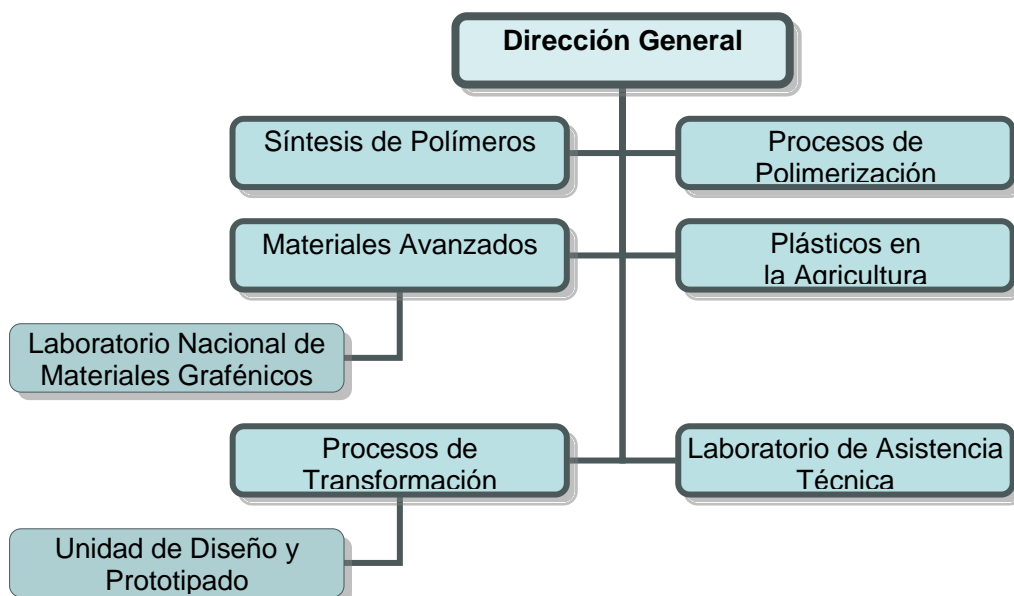 Dirección General
Síntesis de Polímeros
Procesos de
Polimerización
Materiales Avanzados
Plásticos en
la Agricultura
Laboratorio Nacional de
Materiales Grafénicos
Procesos de
Transformación
Laboratorio de Asistencia
Técnica
Unidad de Diseño y
Prototipado